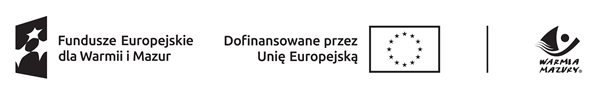 Fundusze Europejskie
dla Warmii i Mazur
Dofinansowane przez
Unię Europejską
WARMIA
MAZURY®